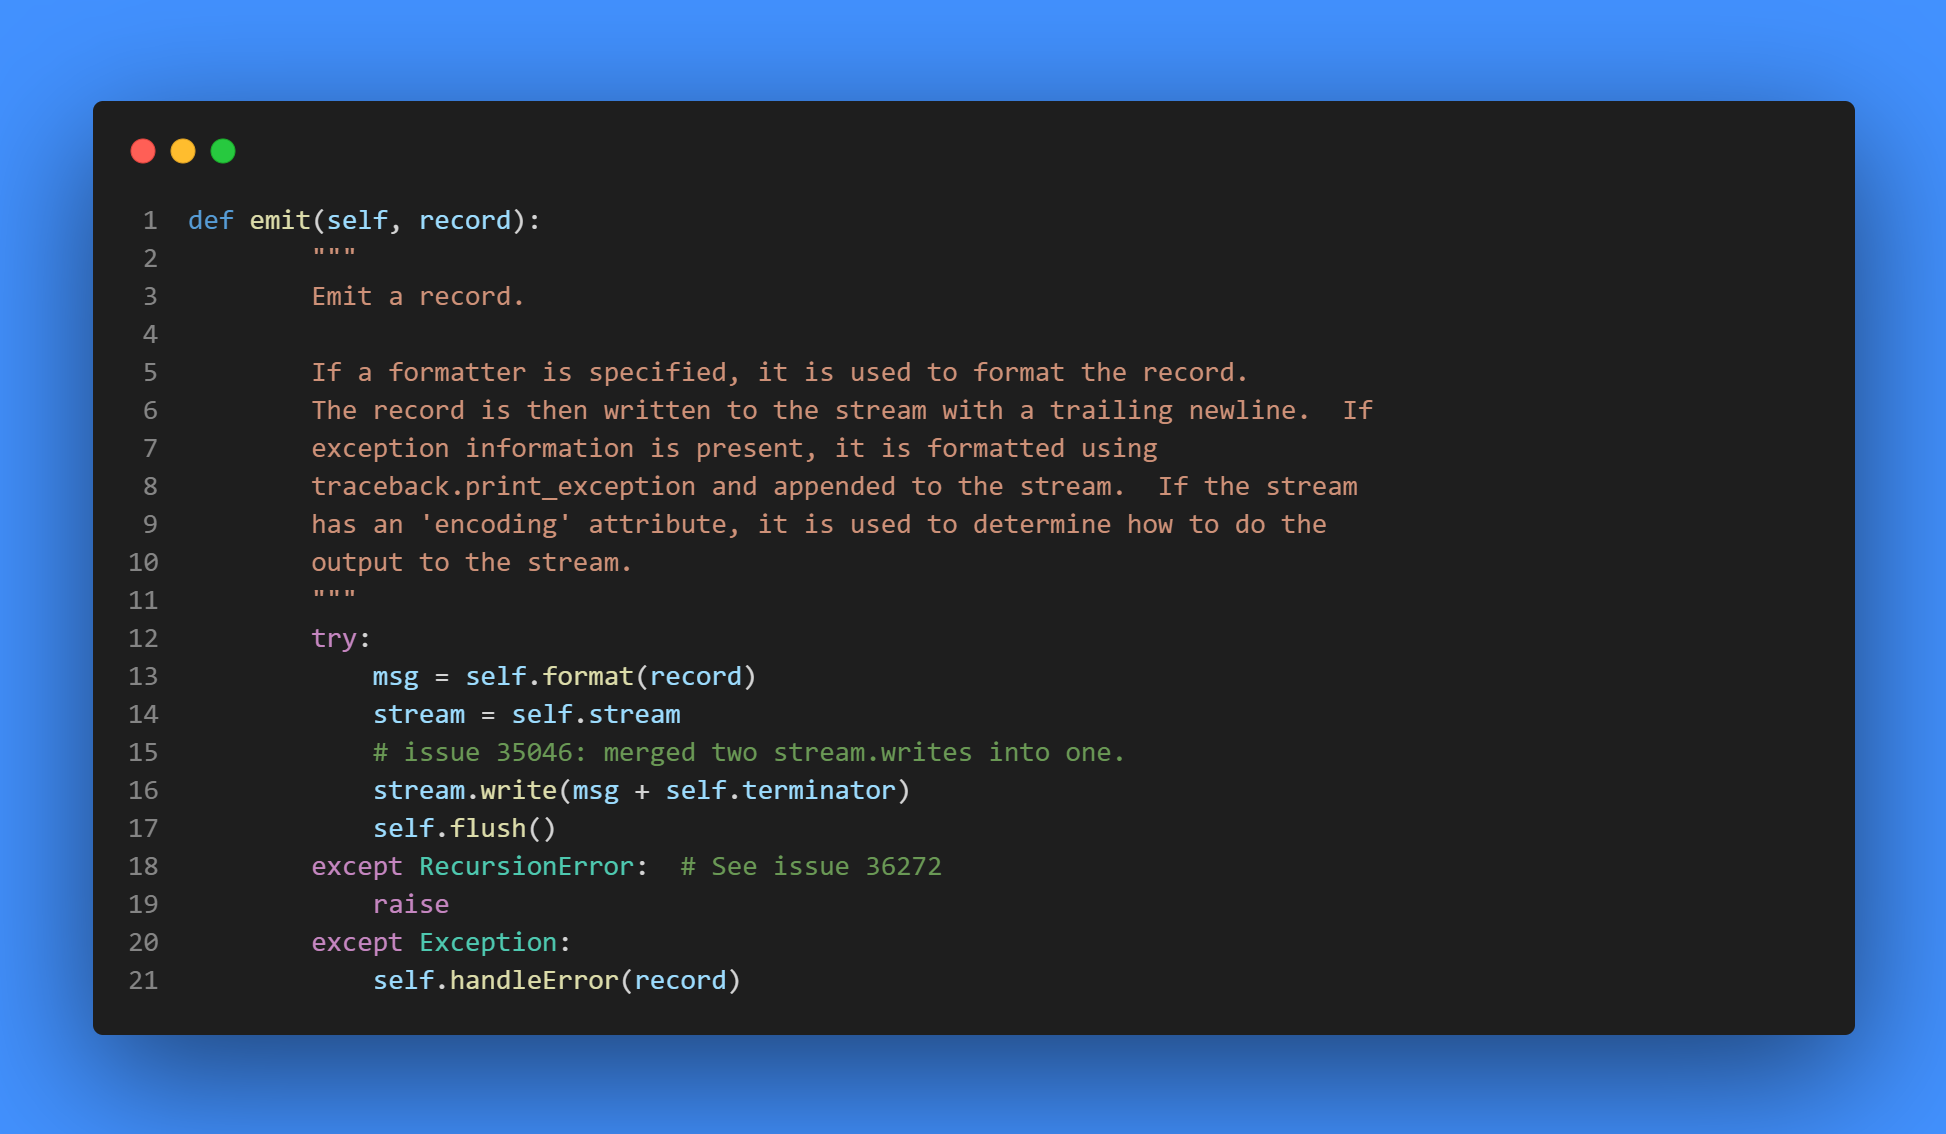 1 def emit(self, record):
2         """
3         Emit a record.
4
5         If a formatter is specified, it is used to format the record.
6         The record is then written to the stream with a trailing newline.  If
7         exception information is present, it is formatted using
8         traceback.print_exception and appended to the stream.  If the stream
9         has an 'encoding' attribute, it is used to determine how to do the
10         output to the stream.
11         """
12         try:
13             msg = self.format(record)
14             stream = self.stream
15             # issue 35046: merged two stream.writes into one.
16             stream.write(msg + self.terminator)
17             self.flush()
18         except RecursionError:  # See issue 36272
19             raise
20         except Exception:
21             self.handleError(record)